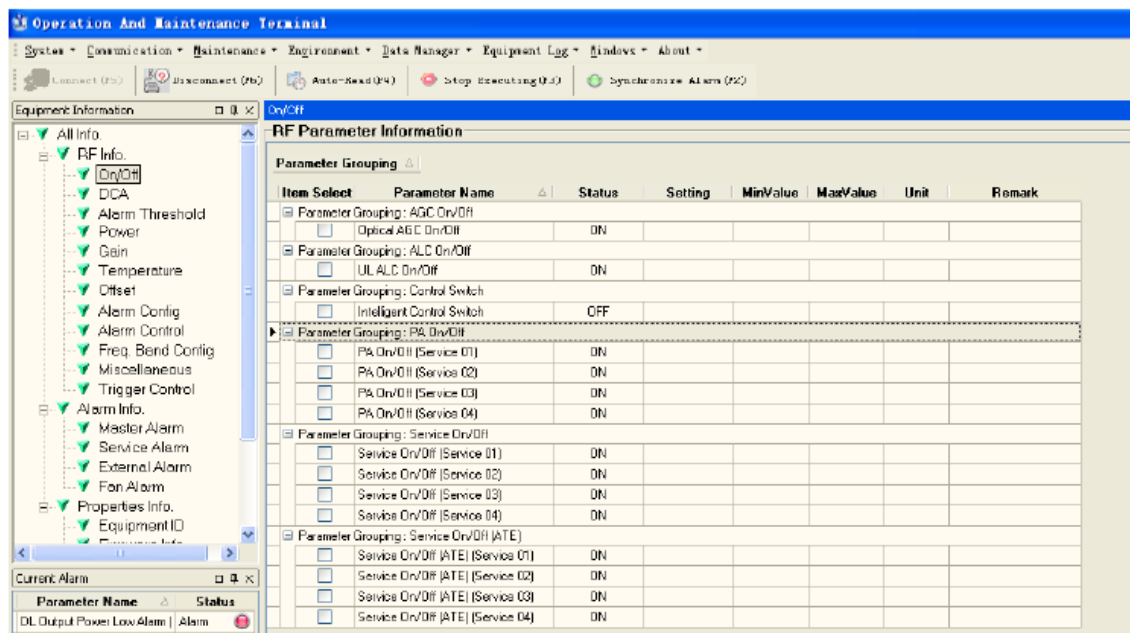 Operation And Maintenance Terminal
System Communication Maintenance Environment Data Manager Equipment Log Windows About
Connect (F5) Disconnect (F6) Auto-Read(F4) Stop Executing(F3) Synchronize Alarm (F2)
Equipment Information
All Info.
RF Info.
On/Off
DCA
Alarm Threshold
Power
Gain
Temperature
Offset
Alarm Config
Alarm Control
Freq. Band Config
Miscellaneous
Trigger Control
Alarm Info.
Master Alarm
Service Alarm
External Alarm
Fan Alarm
Properties Info.
Equipment ID
Current Alarm
Parameter Name Status
DL Output Power Low Alarm Alarm
On/Off
RF Parameter Information
Parameter Grouping
Item Select Parameter Name Status Setting MinValue MaxValue Unit Remark
Parameter Grouping : AGC On/Off
Optical AGC On/Off ON
Parameter Grouping : ALC On/Off
UL ALC On/Off ON
Parameter Grouping : Control Switch
Intelligent Control Switch OFF
Parameter Grouping : PA On/Off
PA On/Off (Service 01) ON
PA On/Off (Service 02) ON
PA On/Off (Service 03) ON
PA On/Off (Service 04) ON
Parameter Grouping : Service On/Off
Service On/Off (Service 01) ON
Service On/Off (Service 02) ON
Service On/Off (Service 03) ON
Service On/Off (Service 04) ON
Parameter Grouping : Service On/Off (ATE)
Service On/Off (ATE) (Service 01) ON
Service On/Off (ATE) (Service 02) ON
Service On/Off (ATE) (Service 03) ON
Service On/Off (ATE) (Service 04) ON